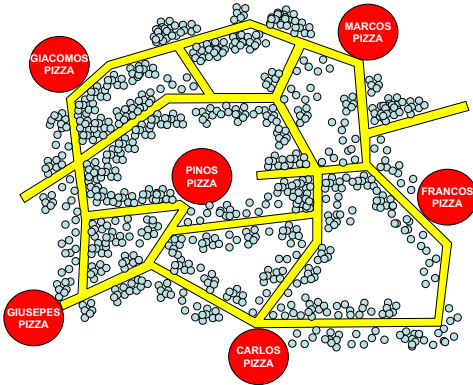 MARCOS
PIZZA
GIACOMOS
PIZZA
PINOS
PIZZA
FRANCOS
PIZZA
GIUSEPES
PIZZA
CARLOS
PIZZA